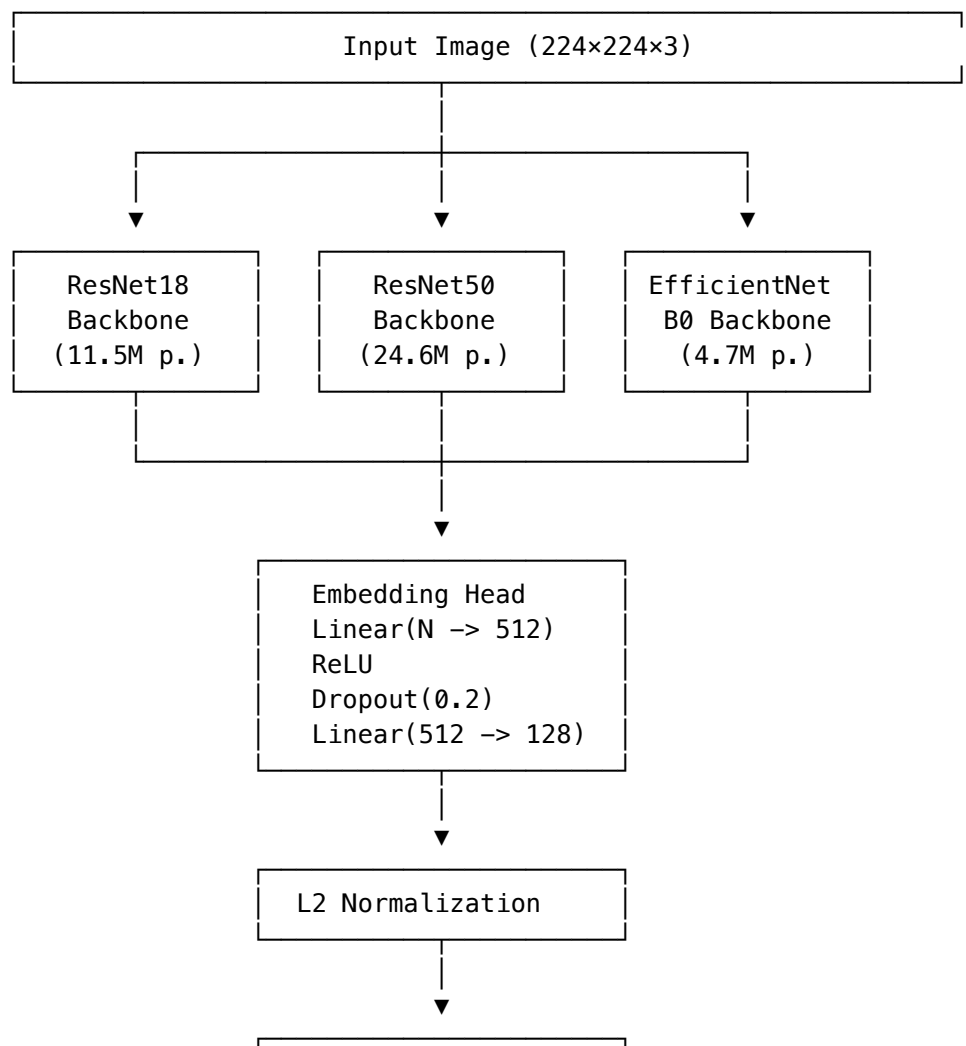 Input Image (224×224×3)
ResNet18
Backbone
(11.5M p.)
ResNet50
Backbone
(24.6M p.)
EfficientNet
B0 Backbone
(4.7M p.)
Embedding Head
Linear(N -> 512)
ReLU
Dropout(0.2)
Linear(512 -> 128)
L2 Normalization